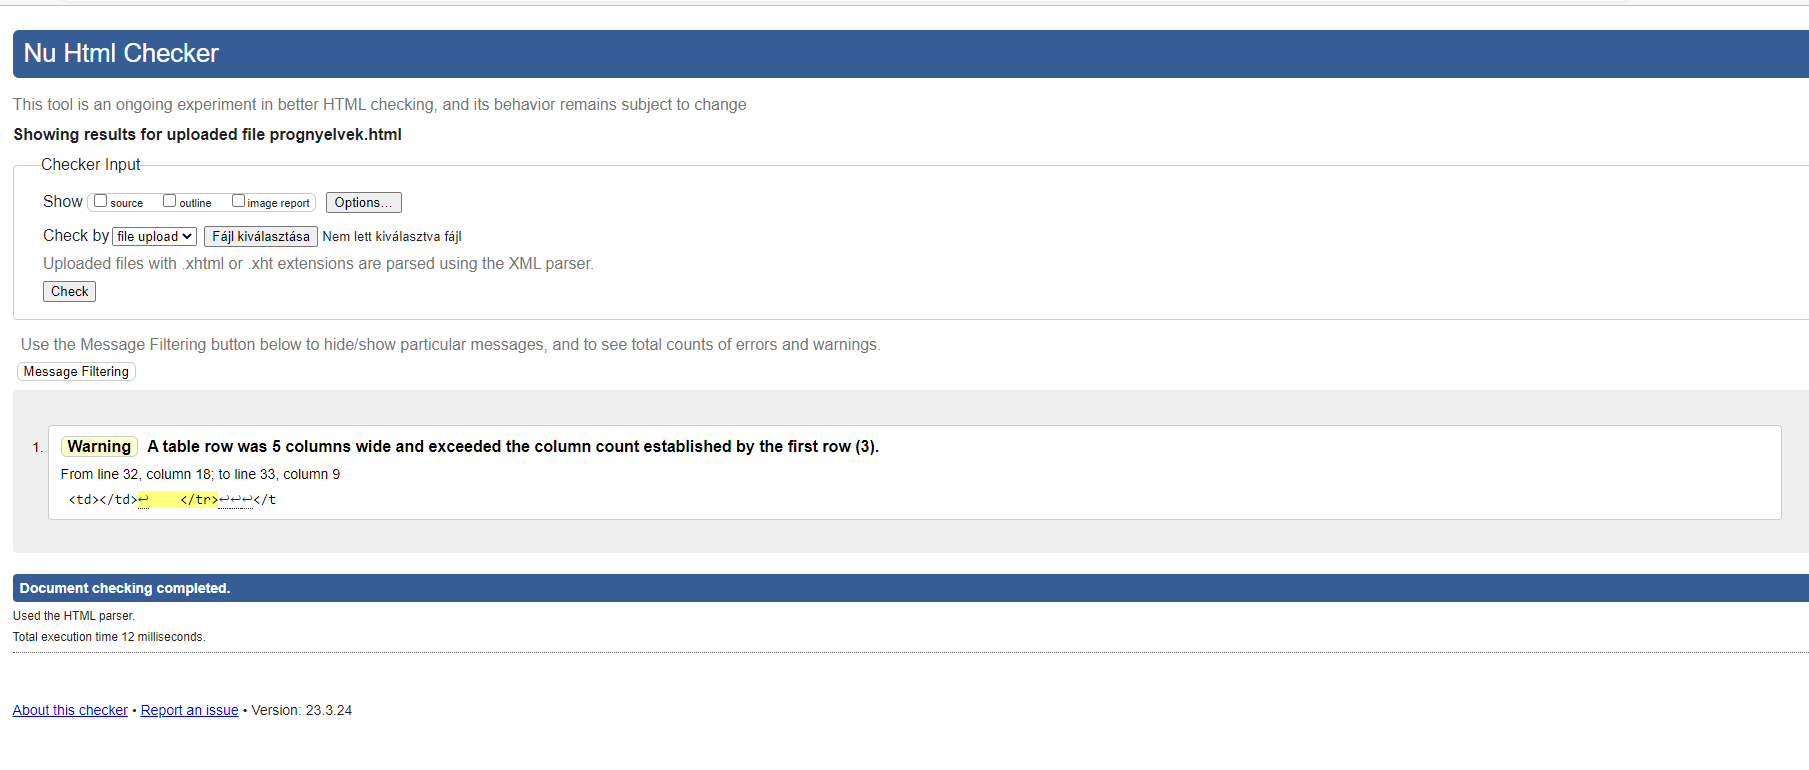 Nu Html Checker
This tool is an ongoing experiment in better HTML checking, and its behavior remains subject to change
Showing results for uploaded file prognyelvek.html
Checker Input
Show source outline image report Options...
Check by file upload Fájl kiválasztása Nem lett kiválasztva fájl
Uploaded files with .xhtml or .xht extensions are parsed using the XML parser.
Check
Use the Message Filtering button below to hide/show particular messages, and to see total counts of errors and warnings.
Message Filtering
1. Warning A table row was 5 columns wide and exceeded the column count established by the first row (3).
From line 32, column 18; to line 33, column 9
<td></td>↩    </tr>↩↩↩</t
Document checking completed.
Used the HTML parser.
Total execution time 12 milliseconds.
About this checker • Report an issue • Version: 23.3.24